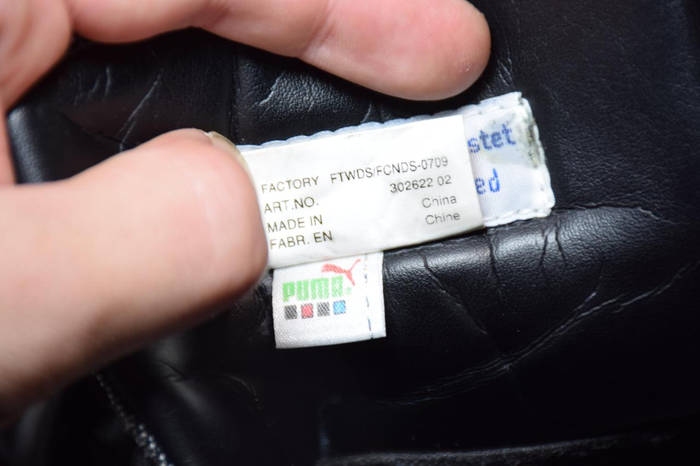 FACTORY FTWDS/FCNDS-0709
ART.NO. 302622 02
MADE IN China
FABR. EN Chine
stet
ed
PUMA